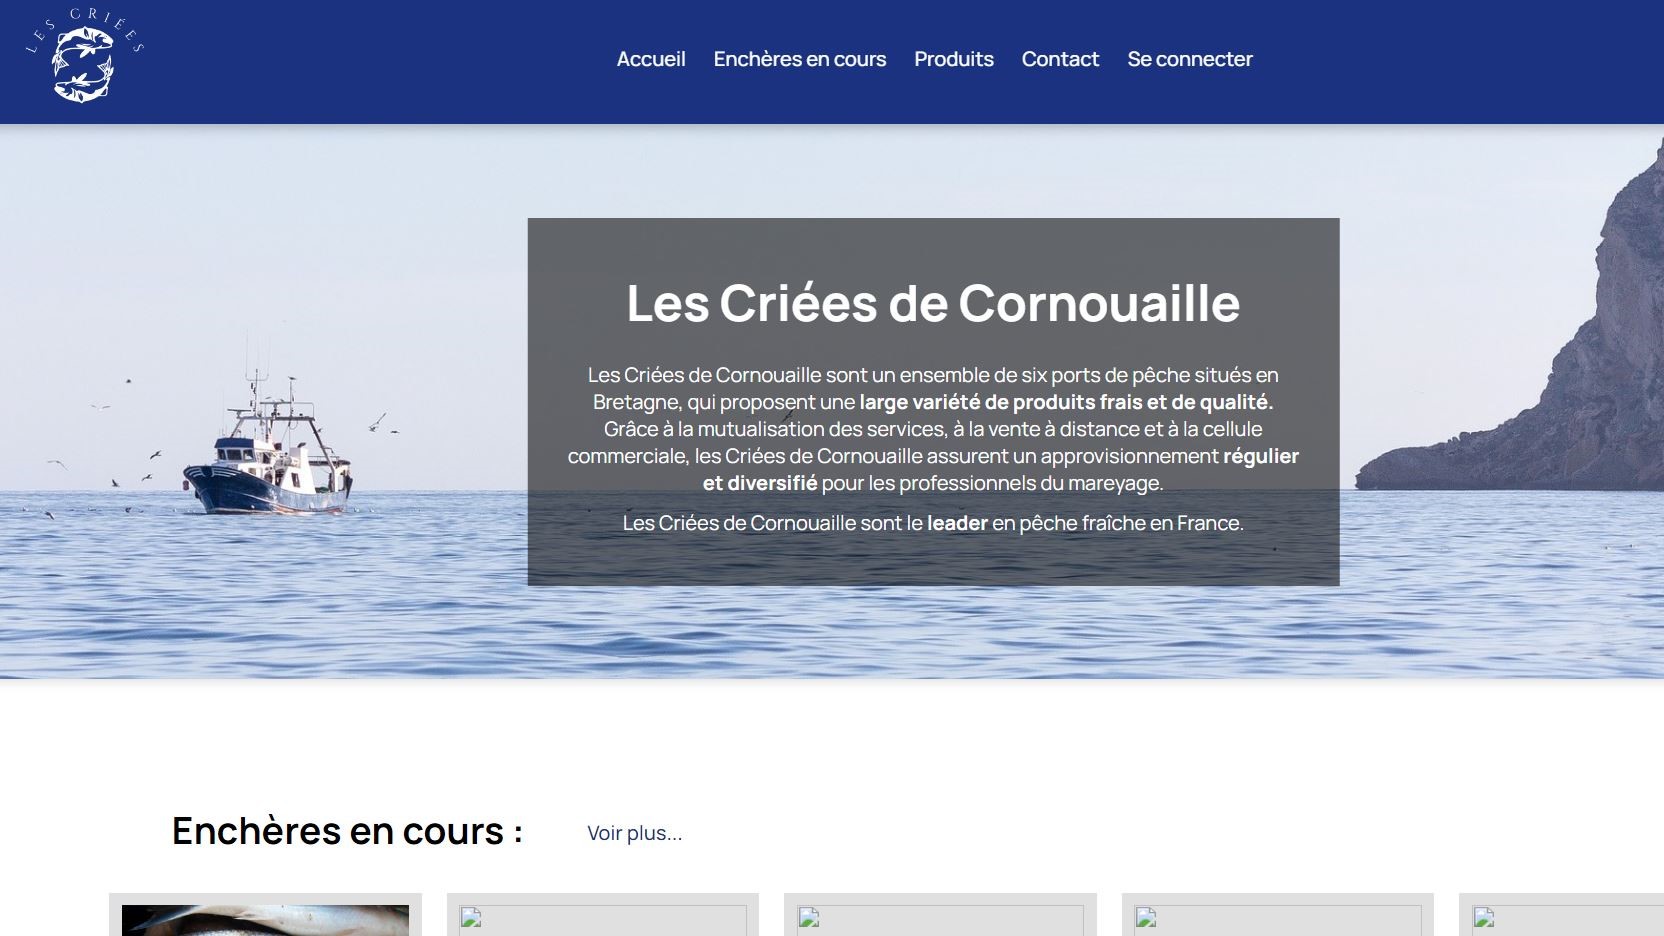 LES CRIÉES
Accueil Enchères en cours Produits Contact Se connecter
Les Criées de Cornouaille
Les Criées de Cornouaille sont un ensemble de six ports de pêche situés en
Bretagne, qui proposent une large variété de produits frais et de qualité.
Grâce à la mutualisation des services, à la vente à distance et à la cellule
commerciale, les Criées de Cornouaille assurent un approvisionnement régulier
et diversifié pour les professionnels du mareyage.
Les Criées de Cornouaille sont le leader en pêche fraîche en France.
Enchères en cours : Voir plus...